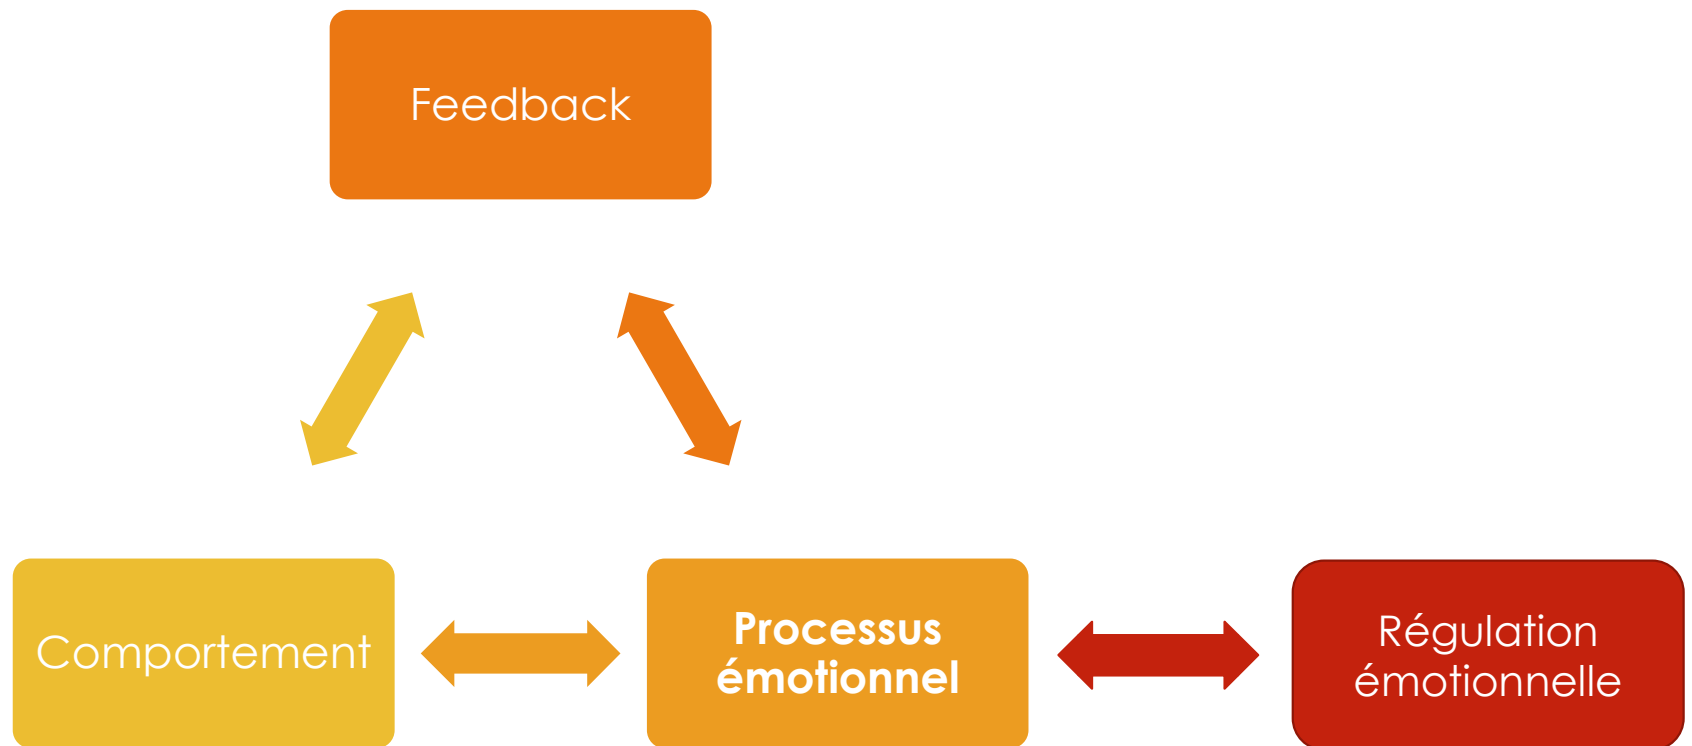 Feedback
Comportement
Processus
émotionnel
Régulation
émotionnelle